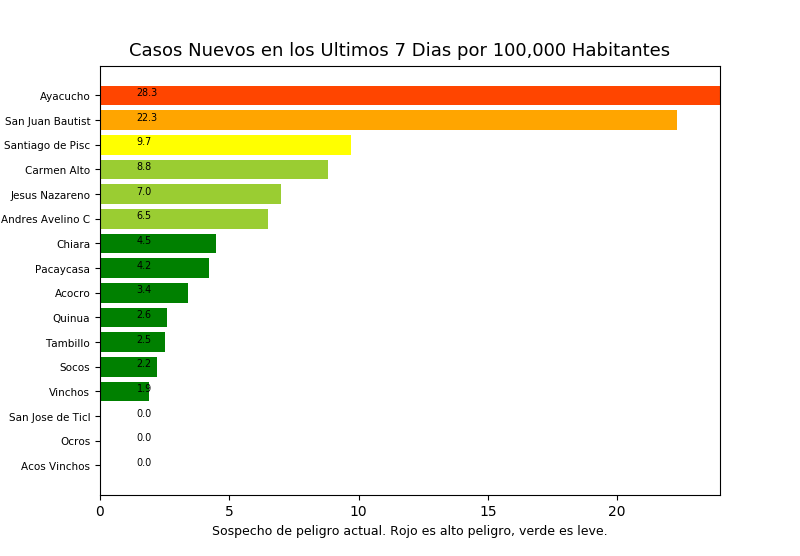 Casos Nuevos en los Ultimos 7 Dias por 100,000 Habitantes
Ayacucho 28.3
San Juan Bautist 22.3
Santiago de Pisc 9.7
Carmen Alto 8.8
Jesus Nazareno 7.0
Andres Avelino C 6.5
Chiara 4.5
Pacaycasa 4.2
Acocro 3.4
Quinua 2.6
Tambillo 2.5
Socos 2.2
Vinchos 1.9
San Jose de Ticl 0.0
Ocros 0.0
Acos Vinchos 0.0
0 5 10 15 20
Sospecho de peligro actual. Rojo es alto peligro, verde es leve.